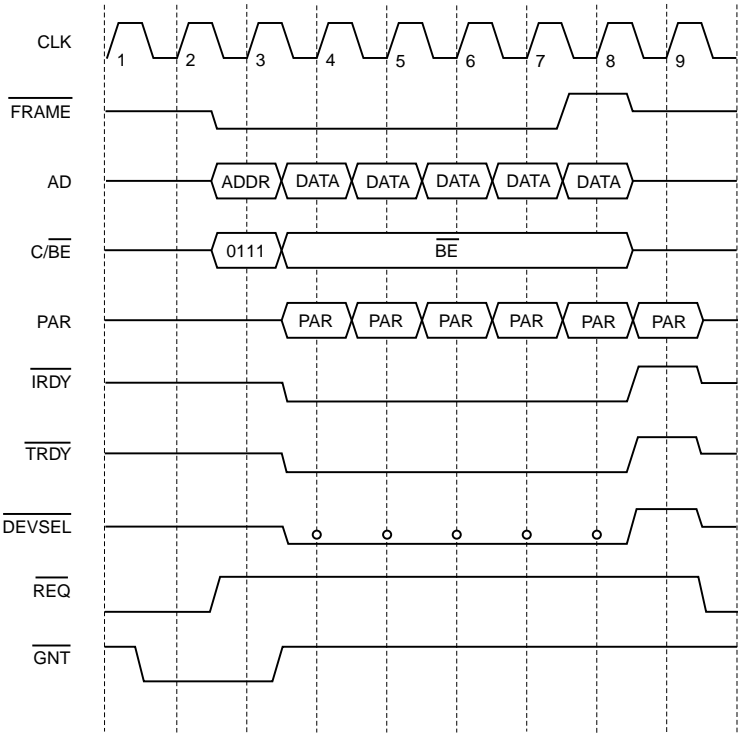 CLK
1 2 3 4 5 6 7 8 9
FRAME
AD ADDR DATA DATA DATA DATA DATA
C/BE 0111 BE
PAR PAR PAR PAR PAR PAR PAR
IRDY
TRDY
DEVSEL
REQ
GNT